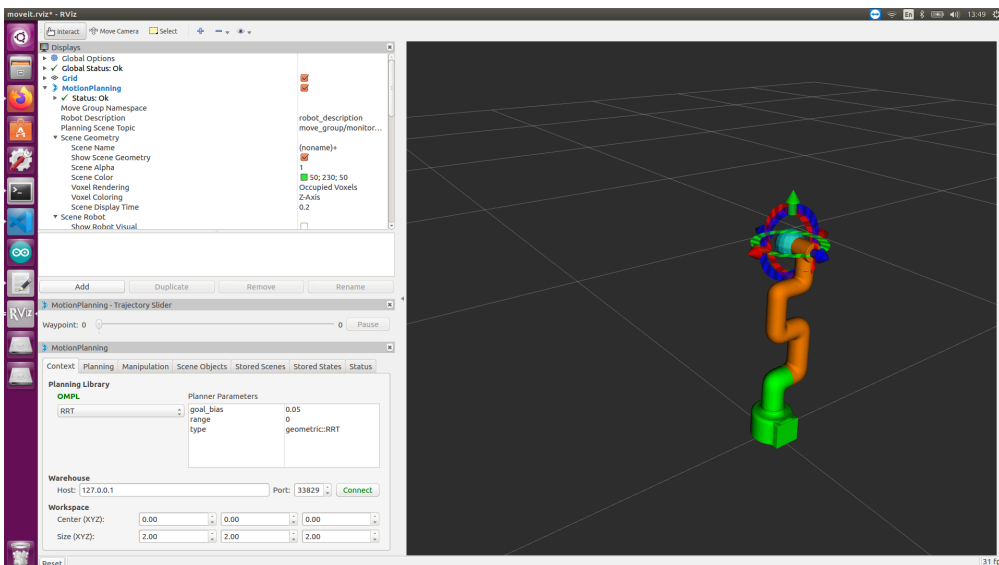 moveit.rviz* - RViz
En 13:49
Interact Move Camera Select
Displays
Global Options
Global Status: Ok
Grid
MotionPlanning
Status: Ok
Move Group Namespace
Robot Description robot_description
Planning Scene Topic move_group/monitor...
Scene Geometry
Scene Name (noname)+
Show Scene Geometry
Scene Alpha 1
Scene Color 50; 230; 50
Voxel Rendering Occupied Voxels
Voxel Coloring Z-Axis
Scene Display Time 0.2
Scene Robot
Show Robot Visual
Add Duplicate Remove Rename
MotionPlanning - Trajectory Slider
Waypoint: 0 0 Pause
MotionPlanning
Context Planning Manipulation Scene Objects Stored Scenes Stored States Status
Planning Library
OMPL Planner Parameters
RRT goal_bias 0.05
range 0
type geometric::RRT
Warehouse
Host: 127.0.0.1 Port: 33829 Connect
Workspace
Center (XYZ): 0.00 0.00 0.00
Size (XYZ): 2.00 2.00 2.00
Reset 31 fp
RViz